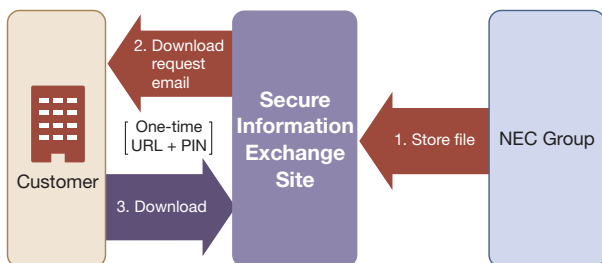 2. Download
request
email
[ One-time
URL + PIN ]
Customer
3. Download
Secure
Information
Exchange
Site
1. Store file
NEC Group